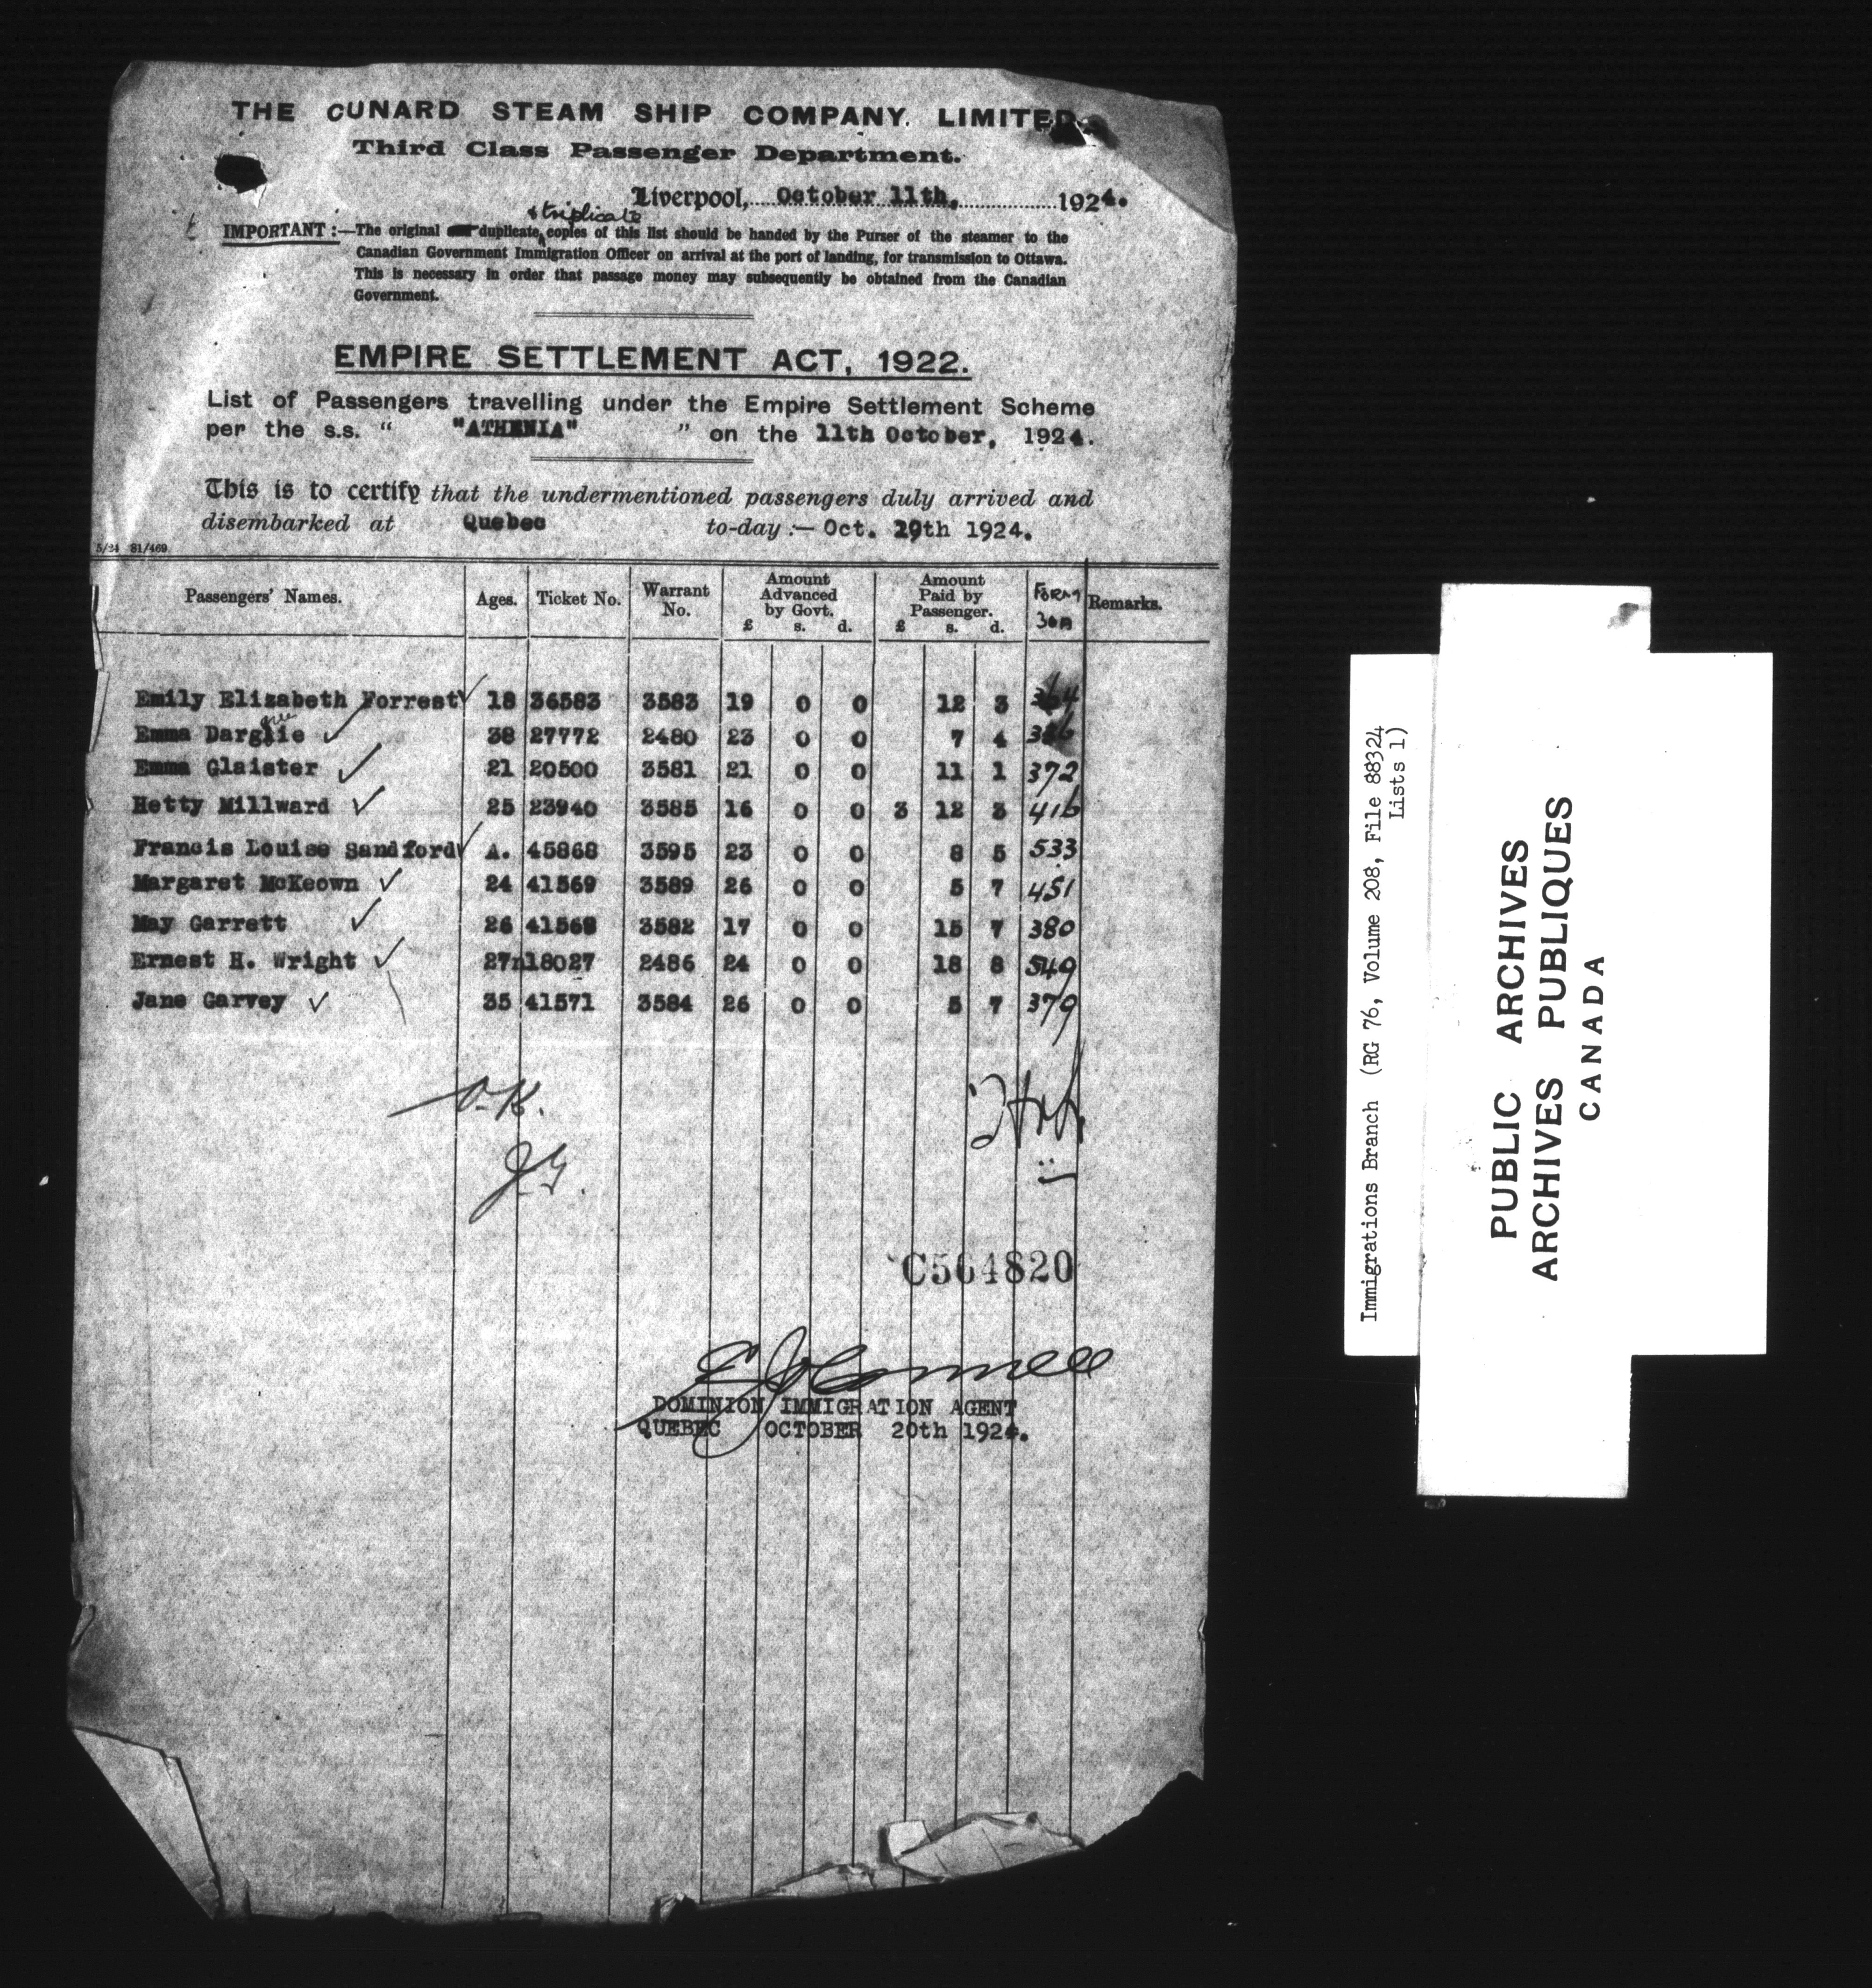 THE CUNARD STEAM SHIP COMPANY, LIMITED.
Third Class Passenger Department.
Liverpool, October 11th, 1924.
& triplicate
IMPORTANT :—The original duplicate copies of this list should be handed by the Purser of the steamer to the
Canadian Government Immigration Officer on arrival at the port of landing, for transmission to Ottawa.
This is necessary in order that passage money may subsequently be obtained from the Canadian
Government.
EMPIRE SETTLEMENT ACT, 1922.
List of Passengers travelling under the Empire Settlement Scheme
per the s.s. " "ATHENIA" " on the 11th October, 1924.
This is to certify that the undermentioned passengers duly arrived and
disembarked at Quebec to-day :— Oct. 20th 1924.
5/24 81/469
Passengers' Names. Ages. Ticket No. Warrant No. Amount Advanced by Govt. £ s. d. Amount Paid by Passenger. £ s. d. FORM 30A Remarks.
Emily Elizabeth Forrest ✓ 18 36583 3583 19 0 0 12 3 364
Emma Dargie ✓ 38 27772 2480 23 0 0 7 4
Emma Glaister ✓ 21 20500 3581 21 0 0 11 1 372
Hetty Millward ✓ 25 23940 3585 16 0 0 3 12 3 416
Francis Louise Sandford ✓ A. 45868 3595 23 0 0 8 5 533
Margaret McKeown ✓ 24 41569 3589 26 0 0 5 7 451
May Garrett ✓ 26 41568 3582 17 0 0 15 7 380
Ernest H. Wright ✓ 27 18027 2486 24 0 0 18 8 549
Jane Garvey ✓ 35 41571 3584 26 0 0 5 7 379
O.K.
J.G.
C564820
DOMINION IMMIGRATION AGENT
QUEBEC OCTOBER 20th 1924.
Immigrations Branch (RG 76, Volume 208, File 88324
Lists 1)
PUBLIC ARCHIVES
ARCHIVES PUBLIQUES
CANADA